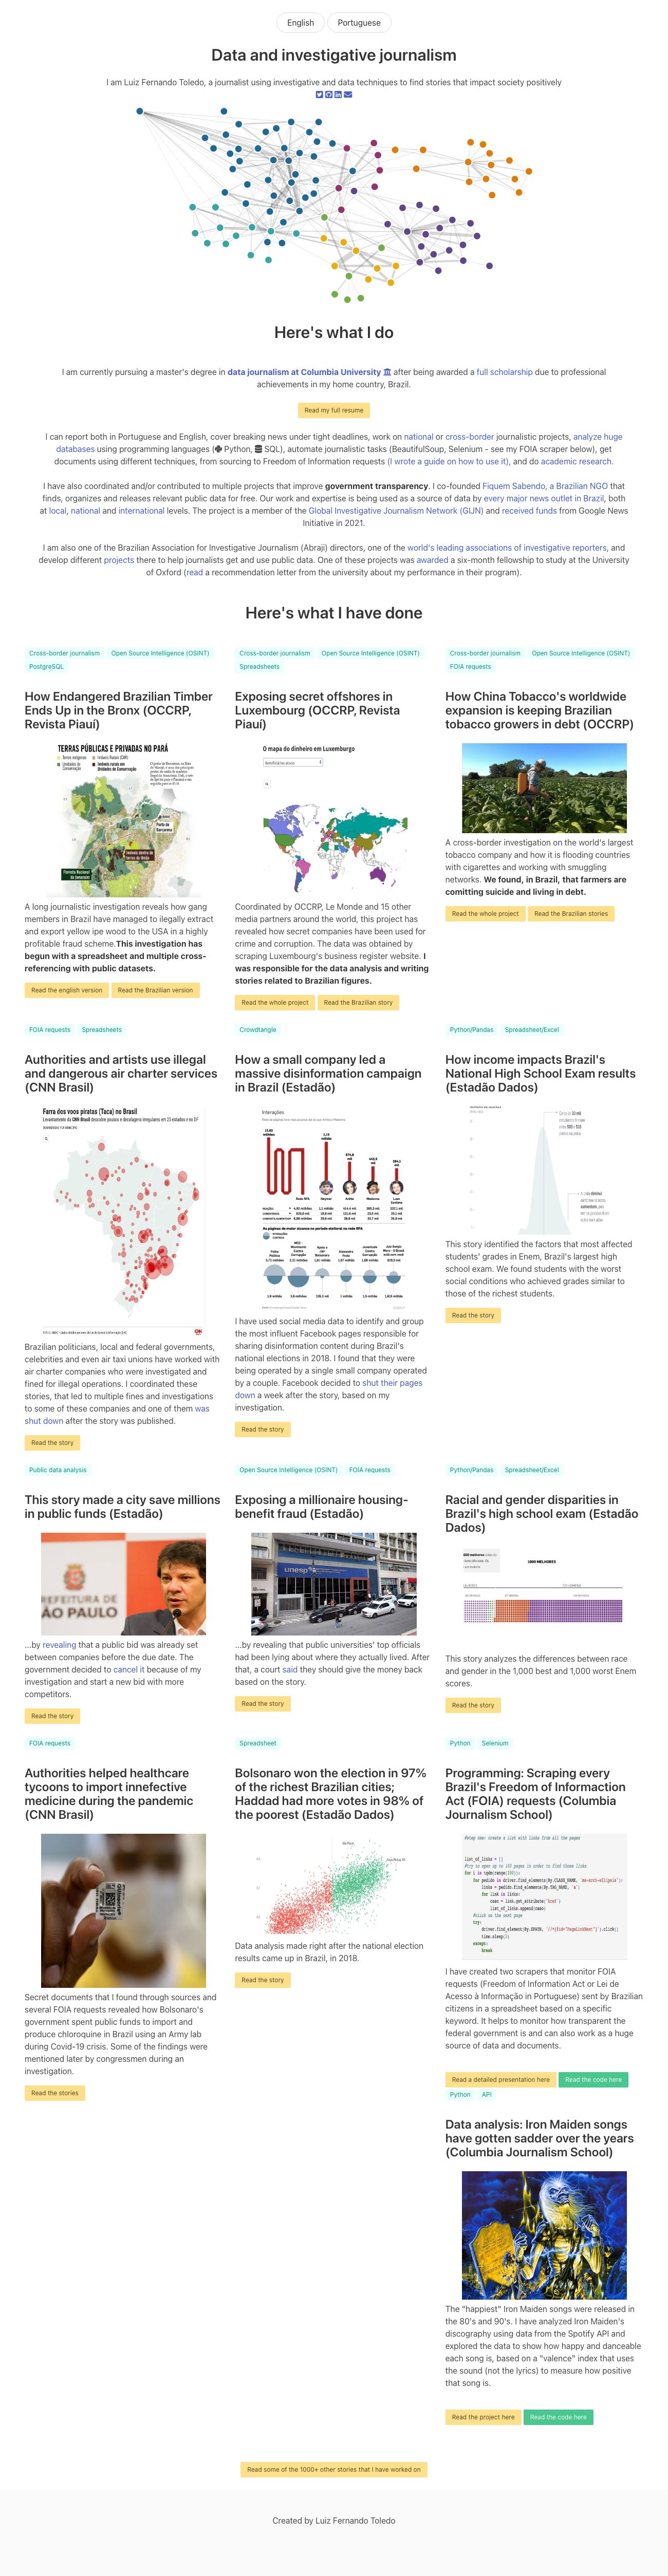 English Portuguese
Data and investigative journalism
I am Luiz Fernando Toledo, a journalist using investigative and data techniques to find stories that impact society positively
Here's what I do
I am currently pursuing a master's degree in data journalism at Columbia University after being awarded a full scholarship due to professional
achievements in my home country, Brazil.
Read my full resume
I can report both in Portuguese and English, cover breaking news under tight deadlines, work on national or cross-border journalistic projects, analyze huge
databases using programming languages (Python, SQL), automate journalistic tasks (BeautifulSoup, Selenium - see my FOIA scraper below), get
documents using different techniques, from sourcing to Freedom of Information requests (I wrote a guide on how to use it), and do academic research.
I have also coordinated and/or contributed to multiple projects that improve government transparency. I co-founded Fiquem Sabendo, a Brazilian NGO that
finds, organizes and releases relevant public data for free. Our work and expertise is being used as a source of data by every major news outlet in Brazil, both
at local, national and international levels. The project is a member of the Global Investigative Journalism Network (GIJN) and received funds from Google News
Initiative in 2021.
I am also one of the Brazilian Association for Investigative Journalism (Abraji) directors, one of the world's leading associations of investigative reporters, and
develop different projects there to help journalists get and use public data. One of these projects was awarded a six-month fellowship to study at the University
of Oxford (read a recommendation letter from the university about my performance in their program).
Here's what I have done
Cross-border journalism Open Source Intelligence (OSINT)
PostgreSQL
How Endangered Brazilian Timber
Ends Up in the Bronx (OCCRP,
Revista Piauí)
TERRAS PÚBLICAS E PRIVADAS NO PARÁ
A long journalistic investigation reveals how gang
members in Brazil have managed to ilegally extract
and export yellow ipe wood to the USA in a highly
profitable fraud scheme.This investigation has
begun with a spreadsheet and multiple cross-
referencing with public datasets.
Read the english version Read the Brazilian version
Cross-border journalism Open Source Intelligence (OSINT)
Spreadsheets
Exposing secret offshores in
Luxembourg (OCCRP, Revista
Piauí)
O mapa do dinheiro em Luxemburgo
Coordinated by OCCRP, Le Monde and 15 other
media partners around the world, this project has
revealed how secret companies have been used for
crime and corruption. The data was obtained by
scraping Luxembourg's business register website. I
was responsible for the data analysis and writing
stories related to Brazilian figures.
Read the whole project Read the Brazilian story
Cross-border journalism Open Source Intelligence (OSINT)
FOIA requests
How China Tobacco's worldwide
expansion is keeping Brazilian
tobacco growers in debt (OCCRP)
A cross-border investigation on the world's largest
tobacco company and how it is flooding countries
with cigarettes and working with smuggling
networks. We found, in Brazil, that farmers are
comitting suicide and living in debt.
Read the whole project Read the Brazilian stories
FOIA requests Spreadsheets
Authorities and artists use illegal
and dangerous air charter services
(CNN Brasil)
Farra dos voos piratas (Taca) no Brasil
Brazilian politicians, local and federal governments,
celebrities and even air taxi unions have worked with
air charter companies who were investigated and
fined for illegal operations. I coordinated these
stories, that led to multiple fines and investigations
to some of these companies and one of them was
shut down after the story was published.
Read the story
Crowdtangle
How a small company led a
massive disinformation campaign
in Brazil (Estadão)
Interações
I have used social media data to identify and group
the most influent Facebook pages responsible for
sharing disinformation content during Brazil's
national elections in 2018. I found that they were
being operated by a single small company operated
by a couple. Facebook decided to shut their pages
down a week after the story, based on my
investigation.
Read the story
Python/Pandas Spreadsheet/Excel
How income impacts Brazil's
National High School Exam results
(Estadão Dados)
This story identified the factors that most affected
students' grades in Enem, Brazil's largest high
school exam. We found students with the worst
social conditions who achieved grades similar to
those of the richest students.
Read the story
Public data analysis
This story made a city save millions
in public funds (Estadão)
REFEITURA DE
ÃO PAULO
...by revealing that a public bid was already set
between companies before the due date. The
government decided to cancel it because of my
investigation and start a new bid with more
competitors.
Read the story
Open Source Intelligence (OSINT) FOIA requests
Exposing a millionaire housing-
benefit fraud (Estadão)
unesp
...by revealing that public universities' top officials
had been lying about where they actually lived. After
that, a court said they should give the money back
based on the story.
Read the story
Python/Pandas Spreadsheet/Excel
Racial and gender disparities in
Brazil's high school exam (Estadão
Dados)
1000 MELHORES
This story analyzes the differences between race
and gender in the 1,000 best and 1,000 worst Enem
scores.
Read the story
FOIA requests
Authorities helped healthcare
tycoons to import innefective
medicine during the pandemic
(CNN Brasil)
Secret documents that I found through sources and
several FOIA requests revealed how Bolsonaro's
government spent public funds to import and
produce chloroquine in Brazil using an Army lab
during Covid-19 crisis. Some of the findings were
mentioned later by congressmen during an
investigation.
Read the stories
Spreadsheet
Bolsonaro won the election in 97%
of the richest Brazilian cities;
Haddad had more votes in 98% of
the poorest (Estadão Dados)
Data analysis made right after the national election
results came up in Brazil, in 2018.
Read the story
Python Selenium
Programming: Scraping every
Brazil's Freedom of Informaction
Act (FOIA) requests (Columbia
Journalism School)
I have created two scrapers that monitor FOIA
requests (Freedom of Information Act or Lei de
Acesso à Informação in Portuguese) sent by Brazilian
citizens in a spreadsheet based on a specific
keyword. It helps to monitor how transparent the
federal government is and can also work as a huge
source of data and documents.
Read a detailed presentation here Read the code here
Python API
Data analysis: Iron Maiden songs
have gotten sadder over the years
(Columbia Journalism School)
The "happiest" Iron Maiden songs were released in
the 80's and 90's. I have analyzed Iron Maiden's
discography using data from the Spotify API and
explored the data to show how happy and danceable
each song is, based on a "valence" index that uses
the sound (not the lyrics) to measure how positive
that song is.
Read the project here Read the code here
Read some of the 1000+ other stories that I have worked on
Created by Luiz Fernando Toledo